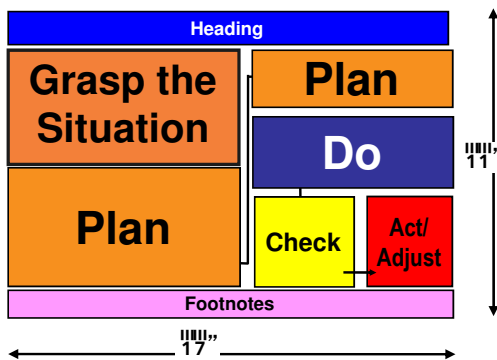 Heading
Grasp the
Situation
Plan
Plan
Do
Check
Act/
Adjust
Footnotes
11
17